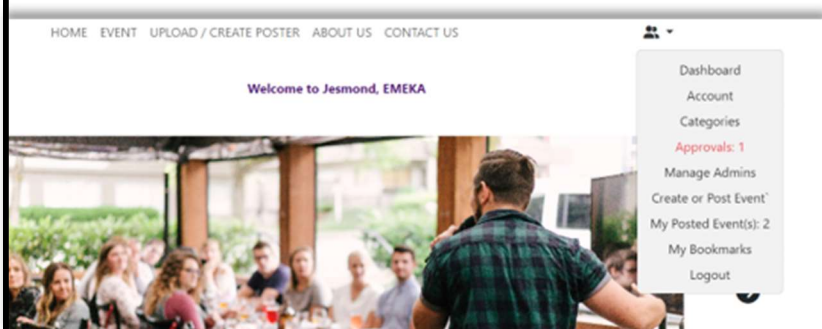 HOME EVENT UPLOAD / CREATE POSTER ABOUT US CONTACT US
Welcome to Jesmond, EMEKA
Dashboard
Account
Categories
Approvals: 1
Manage Admins
Create or Post Event`
My Posted Event(s): 2
My Bookmarks
Logout